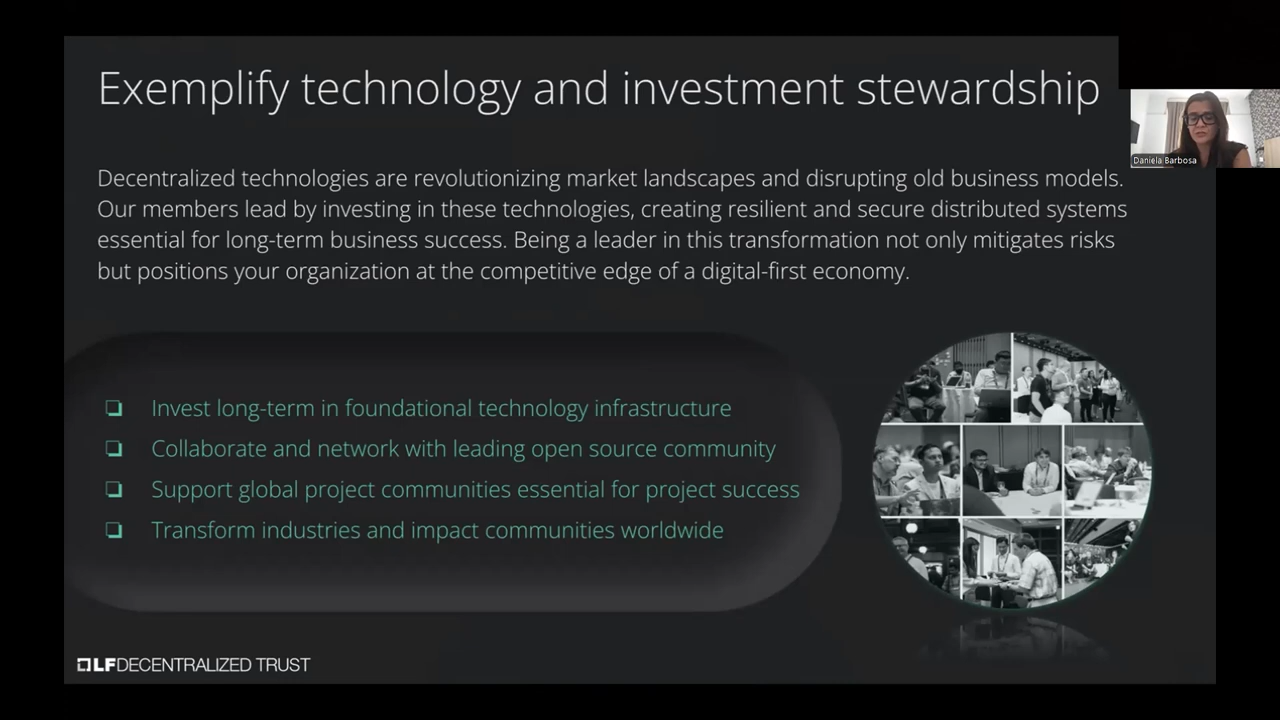 Exemplify technology and investment stewardship
Daniela Barbosa
Decentralized technologies are revolutionizing market landscapes and disrupting old business models.
Our members lead by investing in these technologies, creating resilient and secure distributed systems
essential for long-term business success. Being a leader in this transformation not only mitigates risks
but positions your organization at the competitive edge of a digital-first economy.
Invest long-term in foundational technology infrastructure
Collaborate and network with leading open source community
Support global project communities essential for project success
Transform industries and impact communities worldwide
LFDECENTRALIZED TRUST